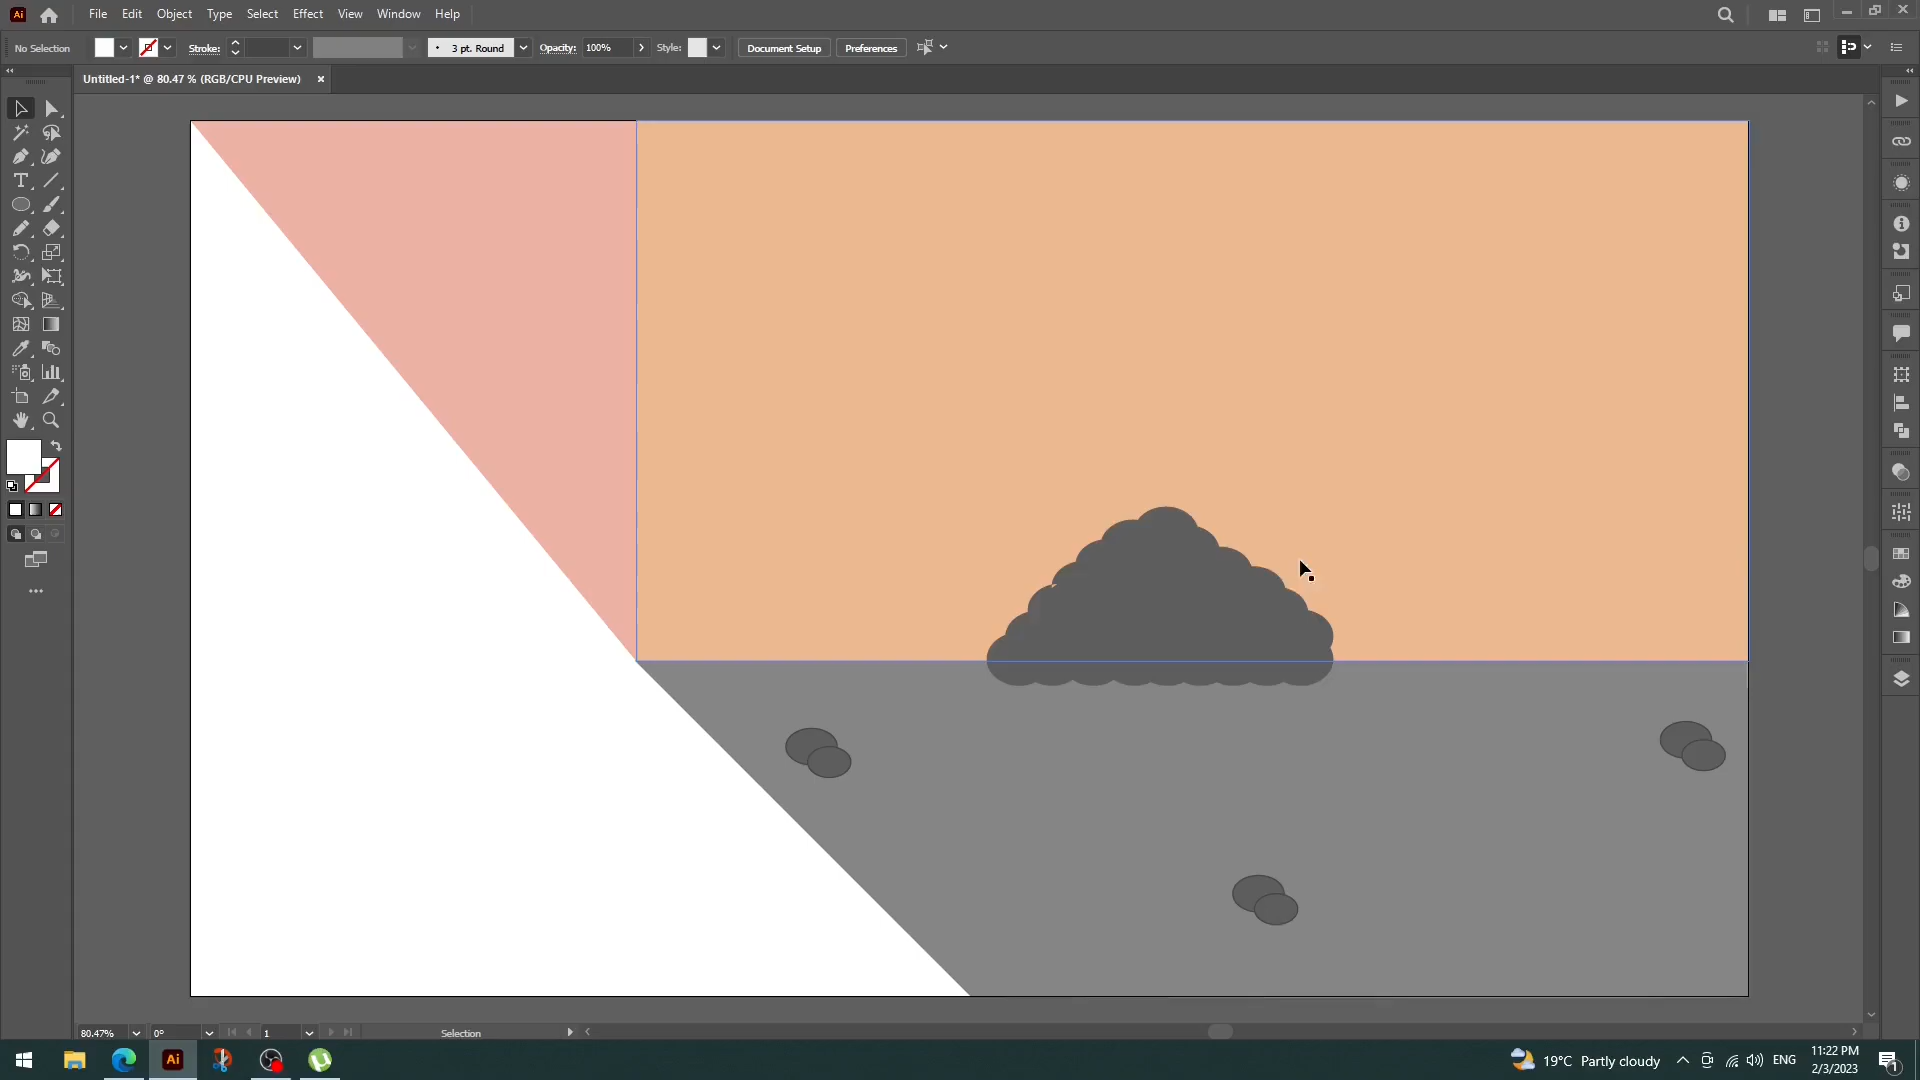 Ai File Edit Object Type Select Effect View Window Help
No Selection Stroke: 3 pt. Round Opacity: 100% Style: Document Setup Preferences
Untitled-1* @ 80.47 % (RGB/CPU Preview) ×
80.47% 0° 1 Selection
Ai 19°C Partly cloudy ENG 11:22 PM
2/3/2023 1